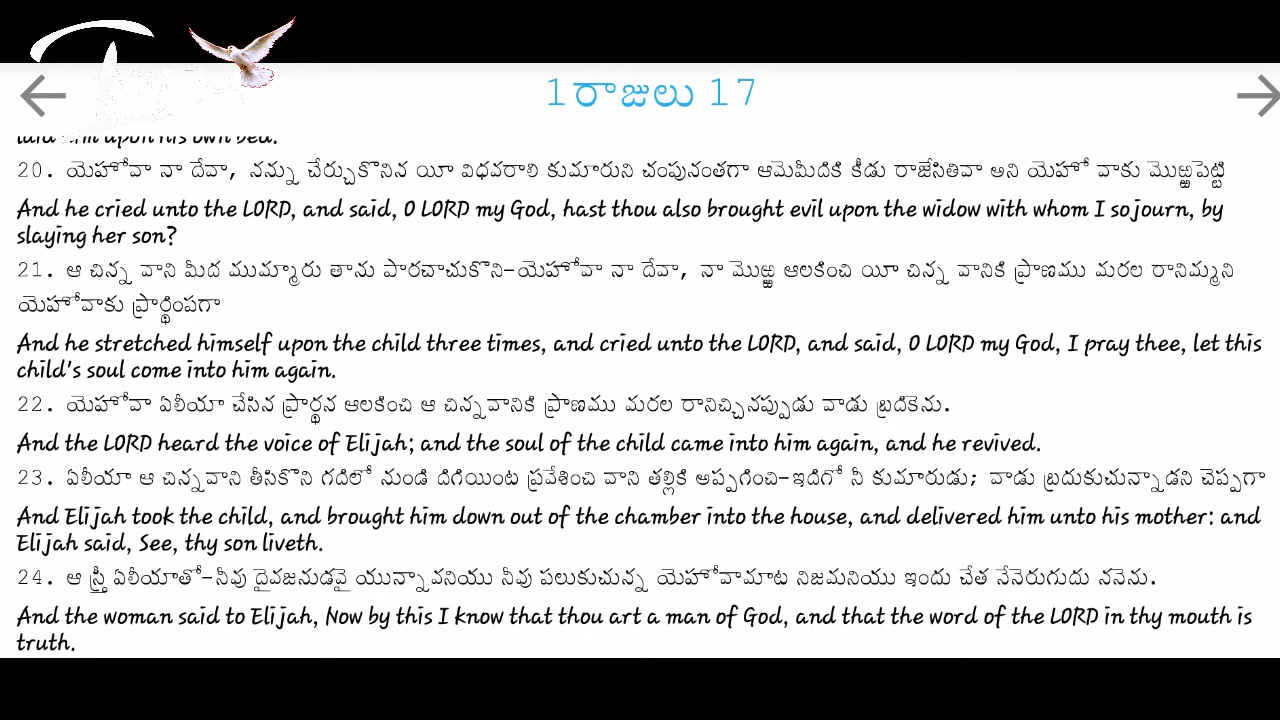 1రాజులు 17
upon his own bed.
20. యెహోవా నా దేవా, నన్ను చేర్చుకొనిన యీ విధవరాలి కుమారుని చంపునంతగా ఆమెమీదికి కీడు రాజేసితివా అని యెహో వాకు మొఱ్ఱపెట్టి
And he cried unto the LORD, and said, O LORD my God, hast thou also brought evil upon the widow with whom I sojourn, by
slaying her son?
21. ఆ చిన్న వాని మీద ముమ్మారు తాను పారచాచుకొని-యెహోవా నా దేవా, నా మొఱ్ఱ ఆలకించి యీ చిన్న వానికి ప్రాణము మరల రానిమ్మని
యెహోవాకు ప్రార్థింపగా
And he stretched himself upon the child three times, and cried unto the LORD, and said, O LORD my God, I pray thee, let this
child's soul come into him again.
22. యెహోవా ఏలీయా చేసిన ప్రార్థన ఆలకించి ఆ చిన్నవానికి ప్రాణము మరల రానిచ్చినప్పుడు వాడు బ్రదికెను.
And the LORD heard the voice of Elijah; and the soul of the child came into him again, and he revived.
23. ఏలీయా ఆ చిన్నవాని తీసికొని గదిలో నుండి దిగియింట ప్రవేశించి వాని తల్లికి అప్పగించి-ఇదిగో నీ కుమారుడు; వాడు బ్రదుకుచున్నాడని చెప్పగా
And Elijah took the child, and brought him down out of the chamber into the house, and delivered him unto his mother: and
Elijah said, See, thy son liveth.
24. ఆ స్త్రీ ఏలీయాతో-నీవు దైవజనుడవై యున్నావనియు నీవు పలుకుచున్న యెహోవామాట నిజమనియు ఇందు చేత నేనెరుగుదు ననెను.
And the woman said to Elijah, Now by this I know that thou art a man of God, and that the word of the LORD in thy mouth is
truth.